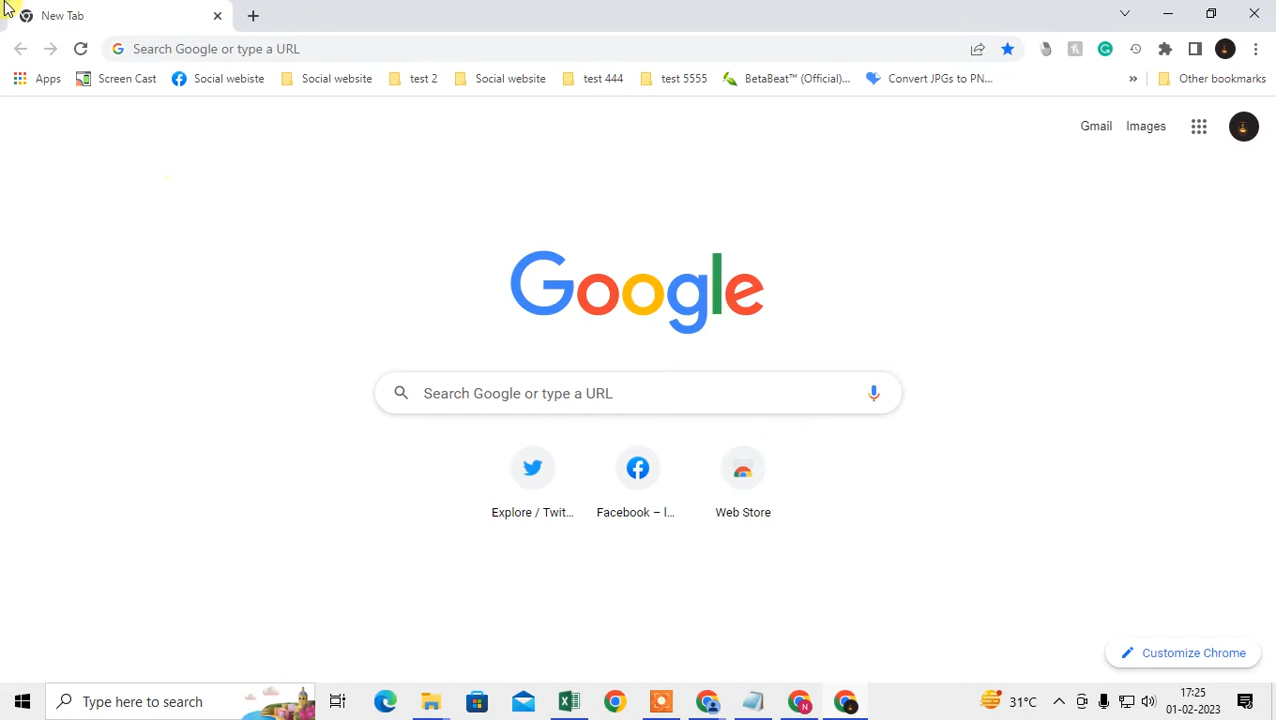 New Tab
Search Google or type a URL
Apps Screen Cast Social webiste Social website test 2 Social website test 444 test 5555 BetaBeat™ (Official)... Convert JPGs to PN... » Other bookmarks
Gmail Images
Google
Search Google or type a URL
Explore / Twit... Facebook – l... Web Store
Customize Chrome
Type here to search
31°C
17:25
01-02-2023